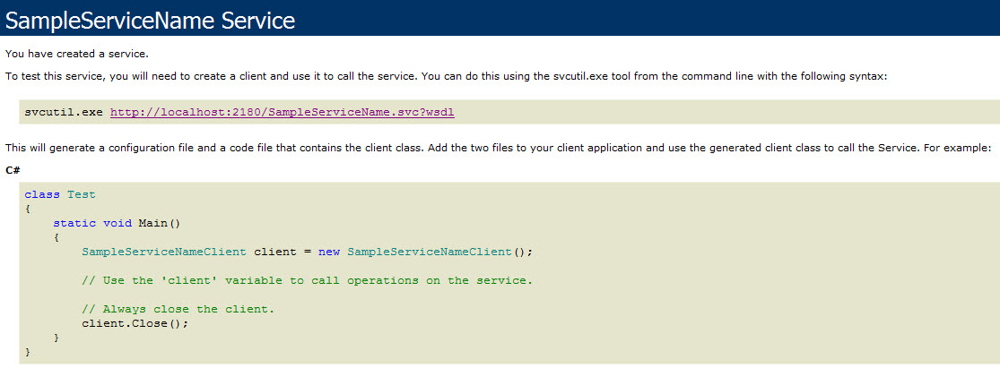 SampleServiceName Service
You have created a service.
To test this service, you will need to create a client and use it to call the service. You can do this using the svcutil.exe tool from the command line with the following syntax:
svcutil.exe http://localhost:2180/SampleServiceName.svc?wsdl
This will generate a configuration file and a code file that contains the client class. Add the two files to your client application and use the generated client class to call the Service. For example:
C#
class Test
{
    static void Main()
    {
        SampleServiceNameClient client = new SampleServiceNameClient();
        // Use the 'client' variable to call operations on the service.
        // Always close the client.
        client.Close();
    }
}